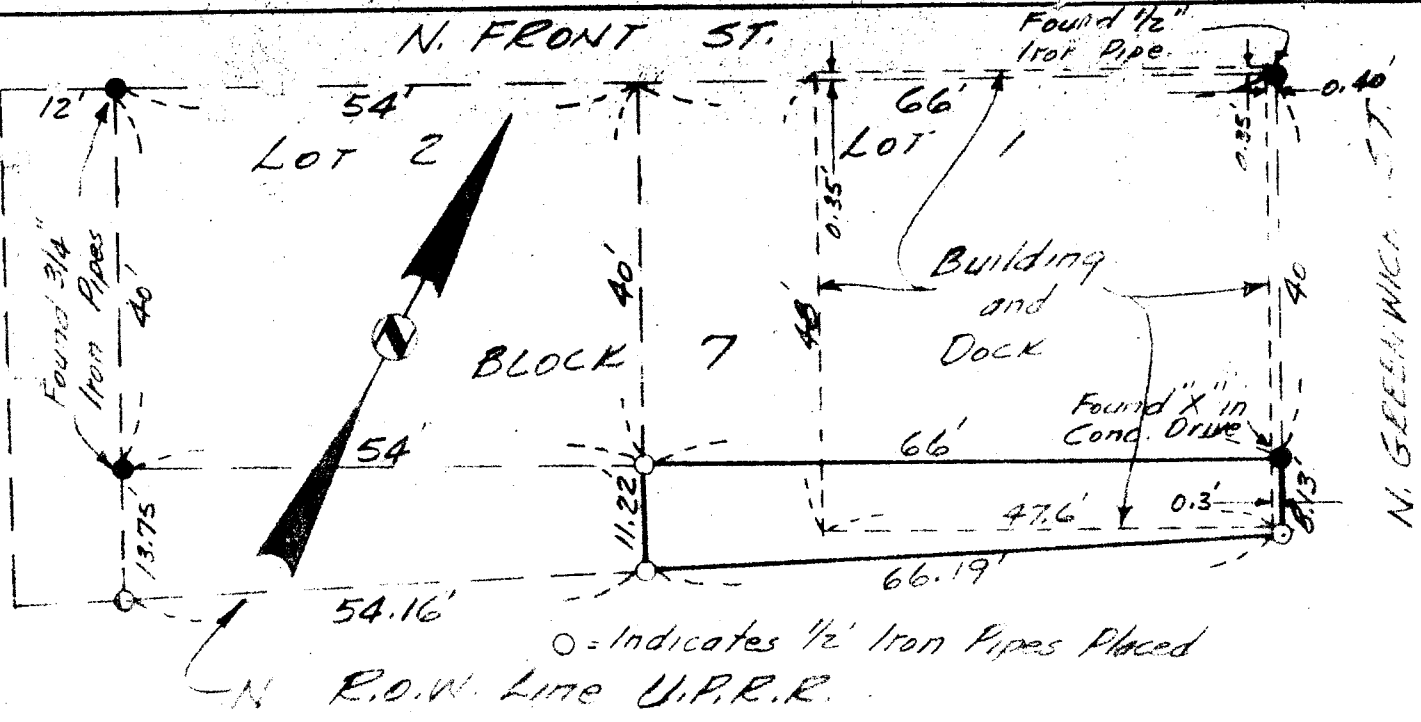 N. FRONT ST.
Found 1/2"
Iron Pipe
12'
54'
66'
0.40'
LOT 2
LOT 1
0.35'
0.35'
Found 3/4"
Iron Pipes
40'
40'
48'
40
N
Building
and
Dock
BLOCK 7
Found "X" in
Conc. Drive
54'
66'
13.75'
11.22'
47.6'
0.3'
8.13'
54.16'
66.19'
N. GREENWICH ST.
O = Indicates 1/2' Iron Pipes Placed
N R.O.W. Line U.P.R.R.